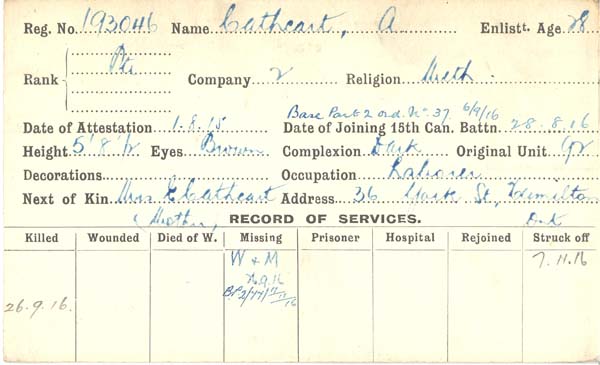 Reg. No. 193046 Name Cathcart, A Enlistt. Age 28
Rank Pte Company 2 Religion Meth.
Base Part 2 ord. No. 37 6/9/16
Date of Attestation 1.8.15 Date of Joining 15th Can. Battn. 28.8.16
Height 5' 8½ Eyes Brown Complexion Dark Original Unit
Decorations Occupation Laborer
Next of Kin Mrs E Cathcart Address 36 York St, Hamilton
(Mother) Ont
RECORD OF SERVICES.
Killed Wounded Died of W. Missing Prisoner Hospital Rejoined Struck off
W & M 7.11.16
26.9.16.